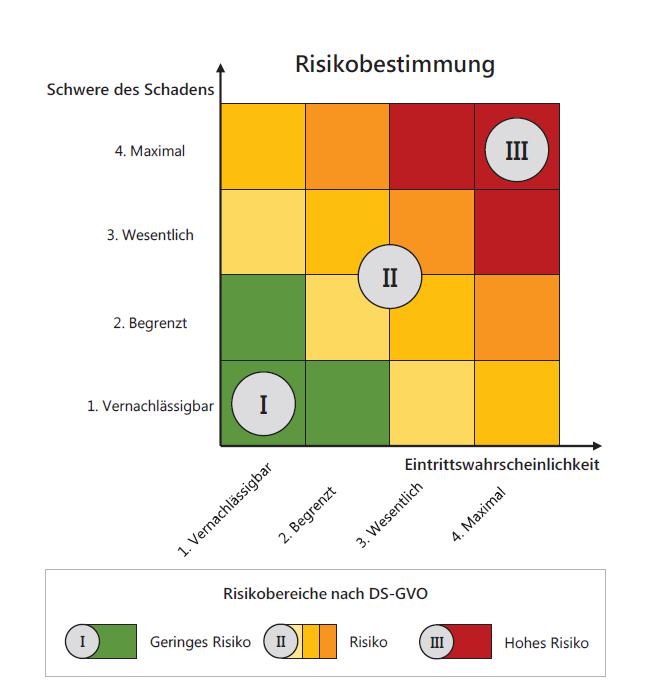 Risikobestimmung
Schwere des Schadens
4. Maximal
III
3. Wesentlich
II
2. Begrenzt
1. Vernachlässigbar
I
Eintrittswahrscheinlichkeit
1. Vernachlässigbar
2. Begrenzt
3. Wesentlich
4. Maximal
Risikobereiche nach DS-GVO
I Geringes Risiko II Risiko III Hohes Risiko